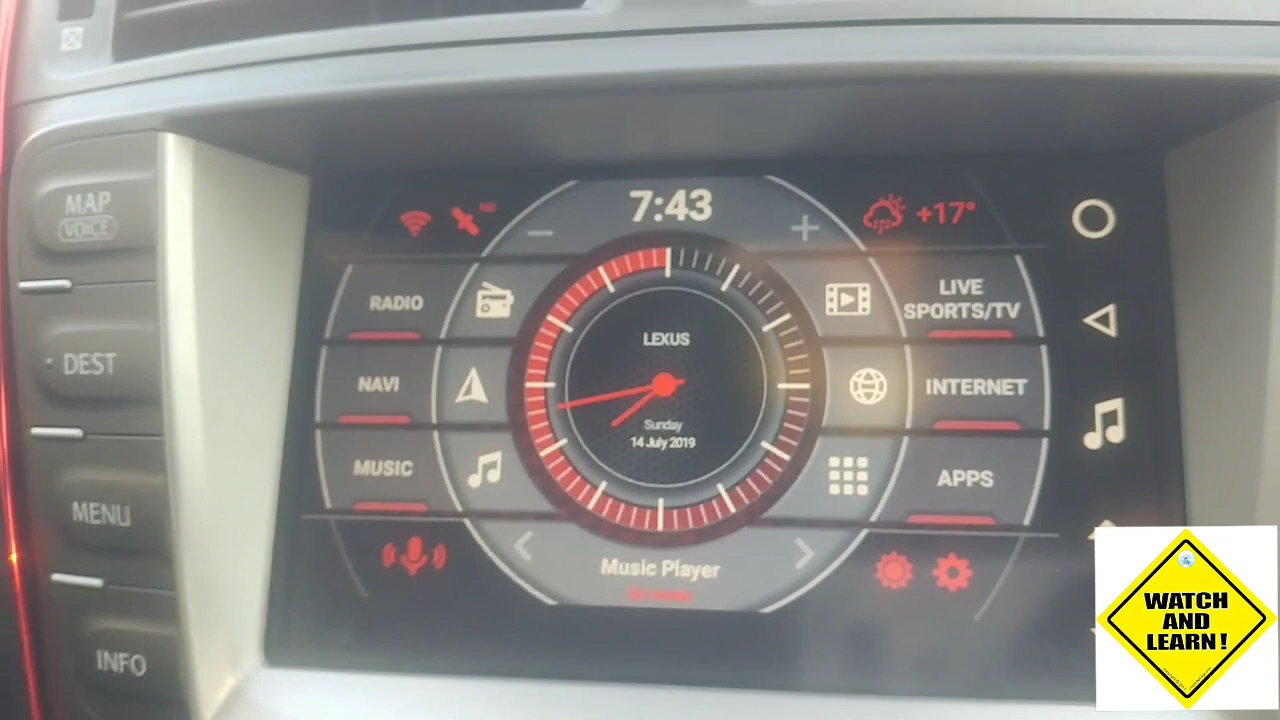 MAP
VOICE
DEST
MENU
INFO
7:43
+17°
RADIO
NAVI
MUSIC
LEXUS
Sunday
14 July 2019
LIVE
SPORTS/TV
INTERNET
APPS
Music Player
WATCH
AND
LEARN!